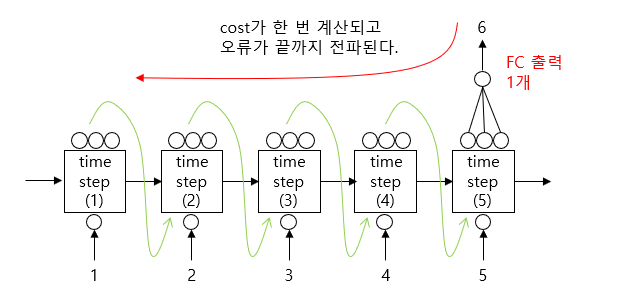 cost가 한 번 계산되고
오류가 끝까지 전파된다.
6
FC 출력
1개
time
step
(1)
time
step
(2)
time
step
(3)
time
step
(4)
time
step
(5)
1
2
3
4
5